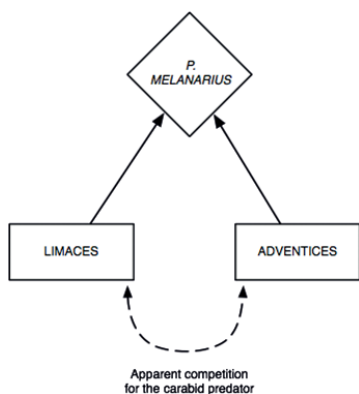 P.
MELANARIUS
LIMACES
ADVENTICES
Apparent competition
for the carabid predator